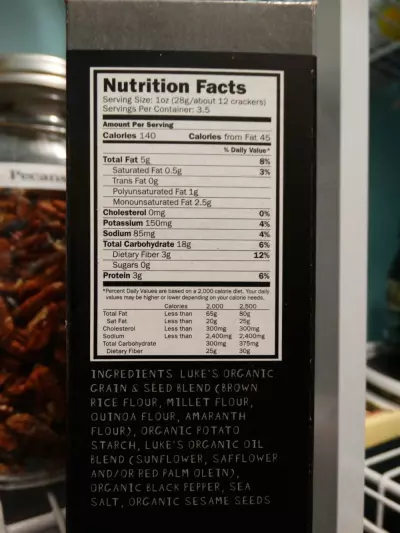 Pecans
Nutrition Facts
Serving Size: 1oz (28g/about 12 crackers)
Servings Per Container: 3.5
Amount Per Serving
Calories 140 Calories from Fat 45
% Daily Value*
Total Fat 5g 8%
Saturated Fat 0.5g 3%
Trans Fat 0g
Polyunsaturated Fat 1g
Monounsaturated Fat 2.5g
Cholesterol 0mg 0%
Potassium 150mg 4%
Sodium 85mg 4%
Total Carbohydrate 18g 6%
Dietary Fiber 3g 12%
Sugars 0g
Protein 3g 6%
*Percent Daily Values are based on a 2,000 calorie diet. Your daily
values may be higher or lower depending on your calorie needs.
Calories 2,000 2,500
Total Fat Less than 65g 80g
Sat Fat Less than 20g 25g
Cholesterol Less than 300mg 300mg
Sodium Less than 2,400mg 2,400mg
Total Carbohydrate 300mg 375mg
Dietary Fiber 25g 30g
INGREDIENTS LUKE'S ORGANIC
GRAIN & SEED BLEND (BROWN
RICE FLOUR, MILLET FLOUR,
QUINOA FLOUR, AMARANTH
FLOUR), ORGANIC POTATO
STARCH, LUKE'S ORGANIC OIL
BLEND (SUNFLOWER, SAFFLOWER
AND/OR RED PALM OLEIN),
ORGANIC BLACK PEPPER, SEA
SALT, ORGANIC SESAME SEEDS